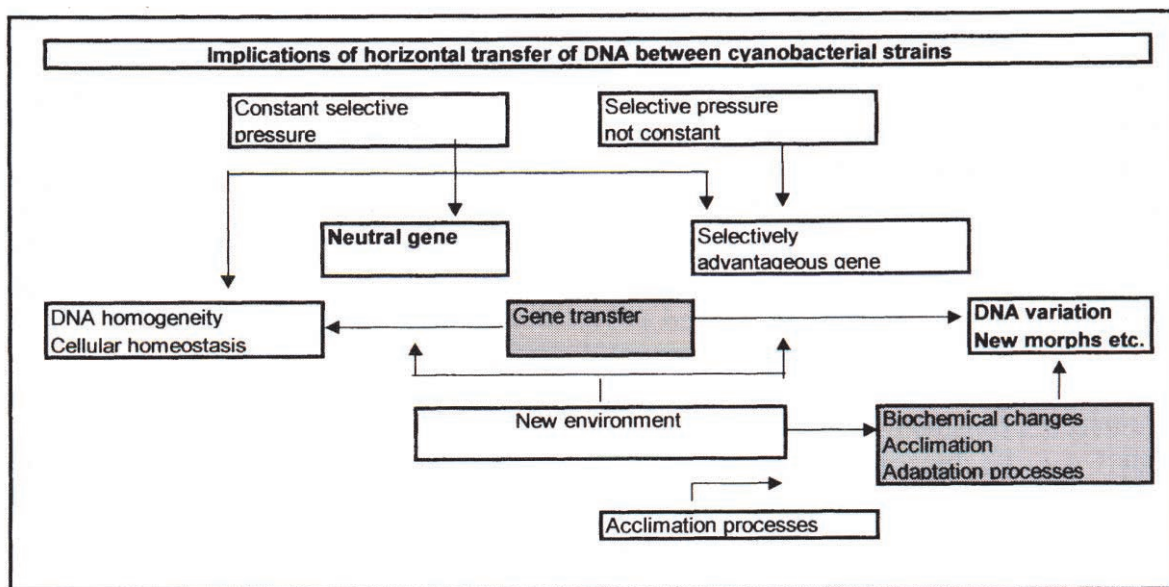 Implications of horizontal transfer of DNA between cyanobacterial strains
Constant selective
pressure
Selective pressure
not constant
Neutral gene
Selectively
advantageous gene
DNA homogeneity
Cellular homeostasis
Gene transfer
DNA variation
New morphs etc.
New environment
Biochemical changes
Acclimation
Adaptation processes
Acclimation processes